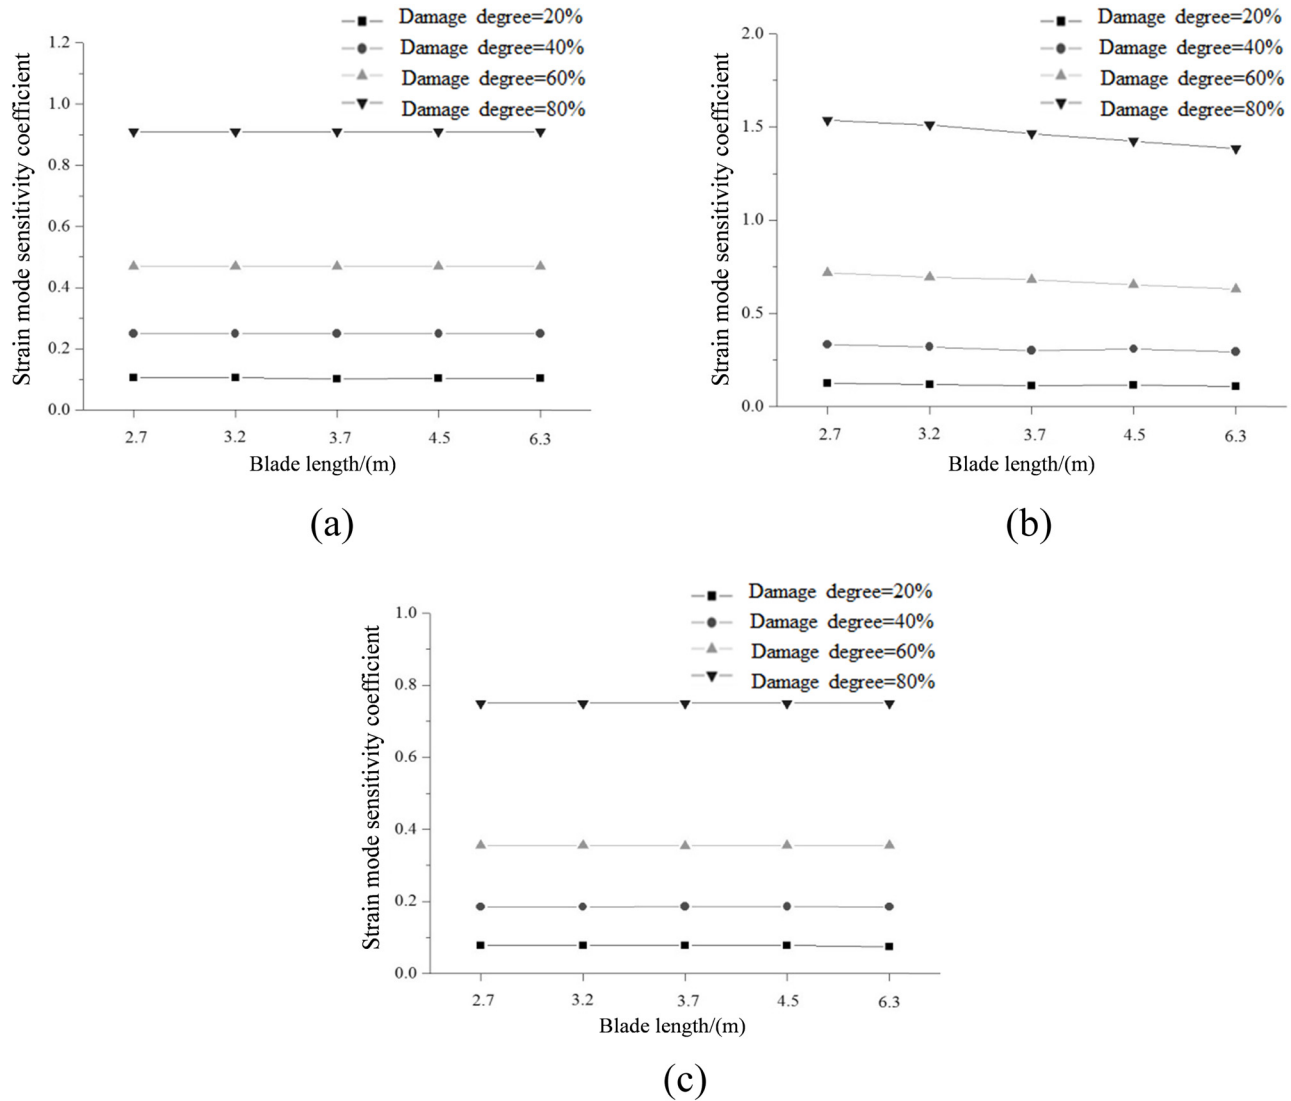 Damage degree=20%
Damage degree=40%
Damage degree=60%
Damage degree=80%
1.2
1.0
0.8
0.6
0.4
0.2
0.0
Strain mode sensitivity coefficient
2.7 3.2 3.7 4.5 6.3
Blade length/(m)
(a)
Damage degree=20%
Damage degree=40%
Damage degree=60%
Damage degree=80%
2.0
1.5
1.0
0.5
0.0
Strain mode sensitivity coefficient
2.7 3.2 3.7 4.5 6.3
Blade length/(m)
(b)
Damage degree=20%
Damage degree=40%
Damage degree=60%
Damage degree=80%
1.0
0.8
0.6
0.4
0.2
0.0
Strain mode sensitivity coefficient
2.7 3.2 3.7 4.5 6.3
Blade length/(m)
(c)